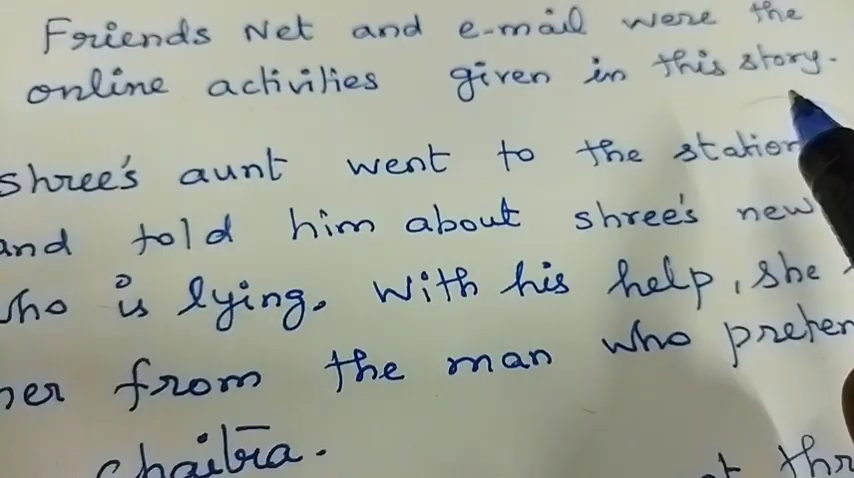 Friends Net and e-mail were the
online activities given in this story.
Shree's aunt went to the station
and told him about shree's new
who is lying. With his help, she
her from the man who
Chaitra.